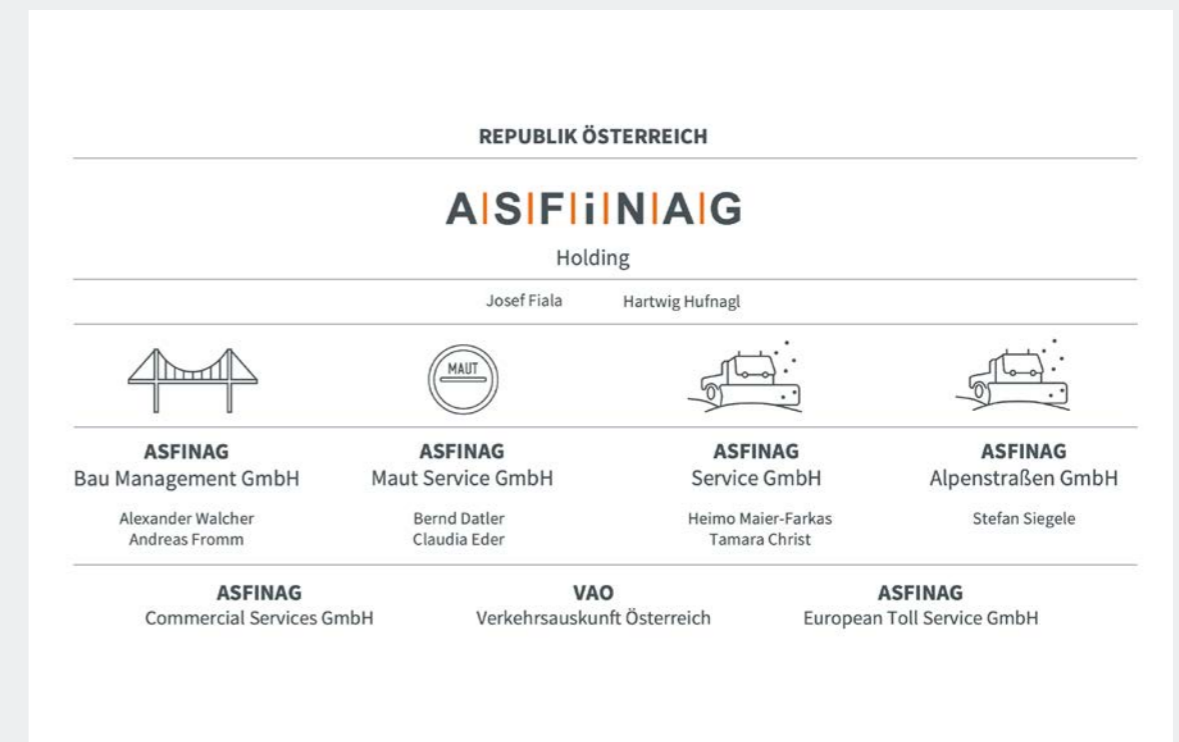 REPUBLIK ÖSTERREICH
A|S|F|i|N|A|G
Holding
Josef Fiala Hartwig Hufnagl
MAUT
ASFINAG
Bau Management GmbH
Alexander Walcher
Andreas Fromm
ASFINAG
Maut Service GmbH
Bernd Datler
Claudia Eder
ASFINAG
Service GmbH
Heimo Maier-Farkas
Tamara Christ
ASFINAG
Alpenstraßen GmbH
Stefan Siegele
ASFINAG
Commercial Services GmbH
VAO
Verkehrsauskunft Österreich
ASFINAG
European Toll Service GmbH